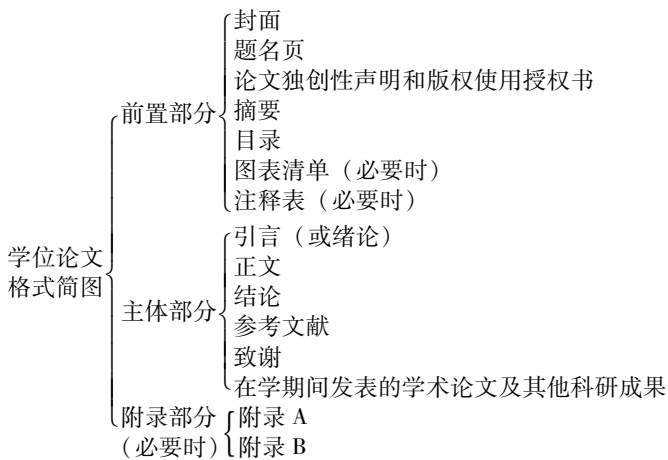 学位论文
格式简图
前置部分
封面
题名页
论文独创性声明和版权使用授权书
摘要
目录
图表清单（必要时）
注释表（必要时）
主体部分
引言（或绪论）
正文
结论
参考文献
致谢
在学期间发表的学术论文及其他科研成果
附录部分
（必要时）
附录 A
附录 B